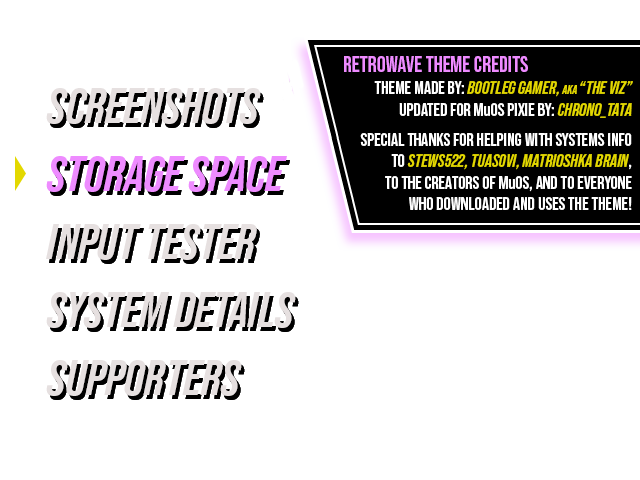 SCREENSHOTS
STORAGE SPACE
INPUT TESTER
SYSTEM DETAILS
SUPPORTERS
RETROWAVE THEME CREDITS
THEME MADE BY: BOOTLEG GAMER, AKA “THE VIZ”
UPDATED FOR MuOS PIXIE BY: CHRONO_TATA
SPECIAL THANKS FOR HELPING WITH SYSTEMS INFO
TO STEWS522, TUASOVI, MATRIOSHKA BRAIN,
TO THE CREATORS OF MuOS, AND TO EVERYONE
WHO DOWNLOADED AND USES THE THEME!